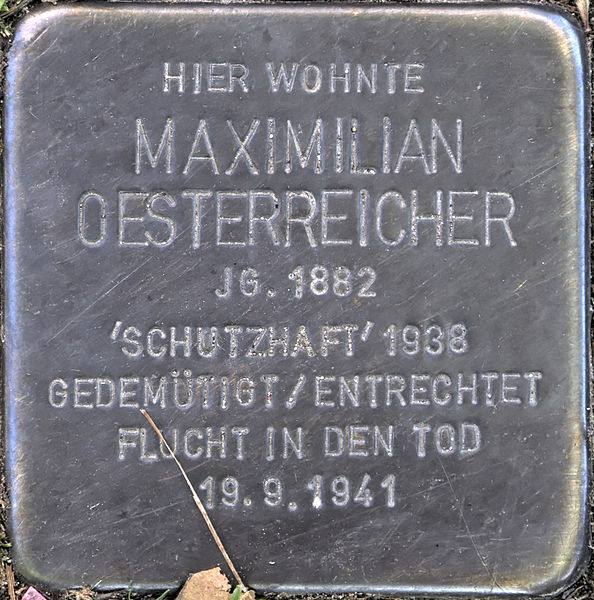 HIER WOHNTE
MAXIMILIAN
OESTERREICHER
JG. 1882
'SCHUTZHAFT' 1938
GEDEMÜTIGT / ENTRECHTET
FLUCHT IN DEN TOD
19.9.1941